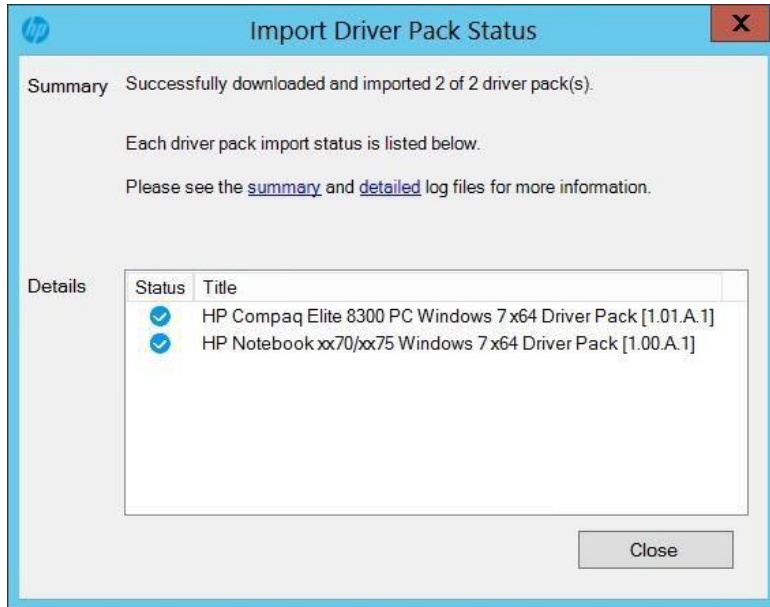 hp
Import Driver Pack Status
X
Summary Successfully downloaded and imported 2 of 2 driver pack(s).
Each driver pack import status is listed below.
Please see the summary and detailed log files for more information.
Details
Status Title
HP Compaq Elite 8300 PC Windows 7 x64 Driver Pack [1.01.A.1]
HP Notebook xx70/xx75 Windows 7 x64 Driver Pack [1.00.A.1]
Close